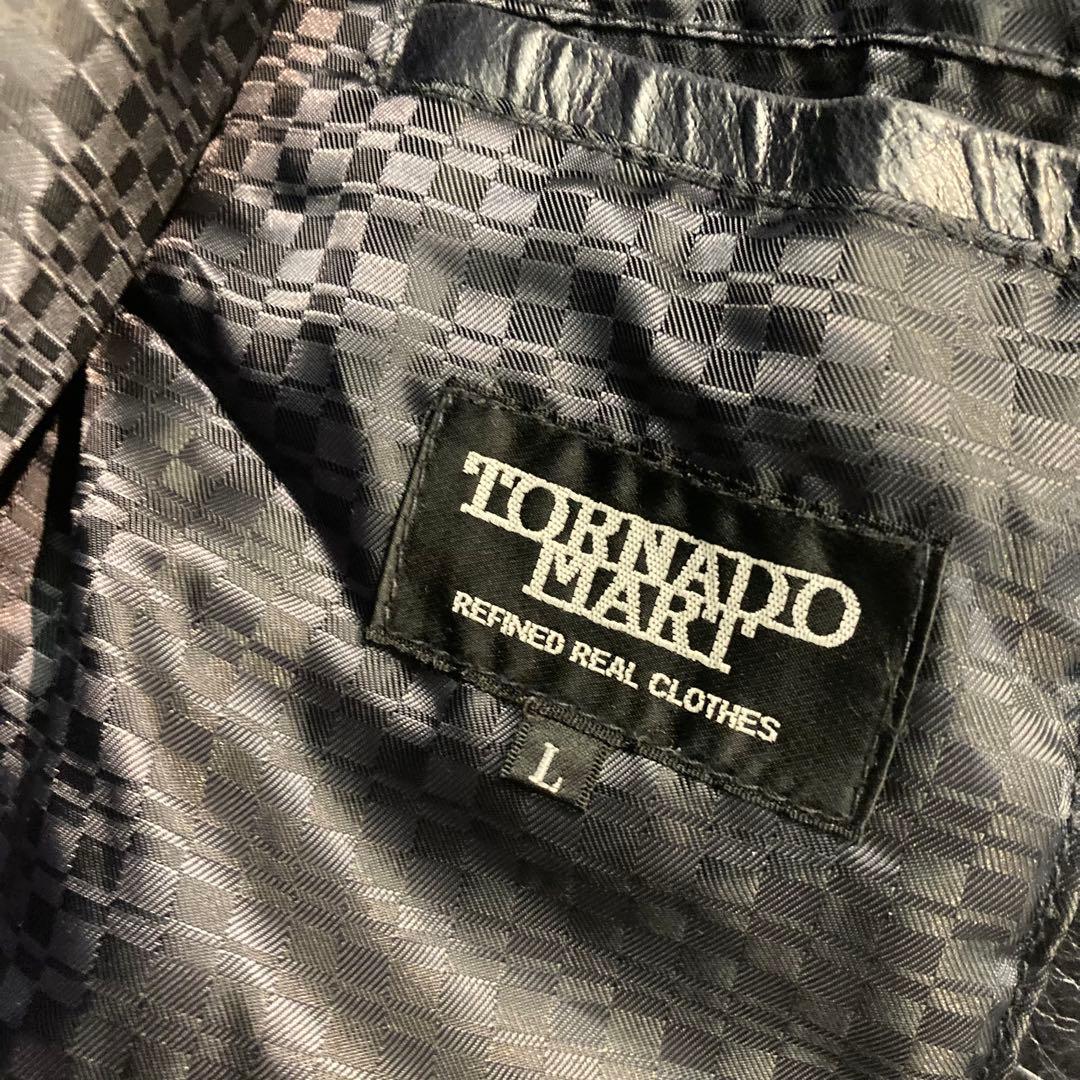 TORNADO
MART
REFINED REAL CLOTHES
L